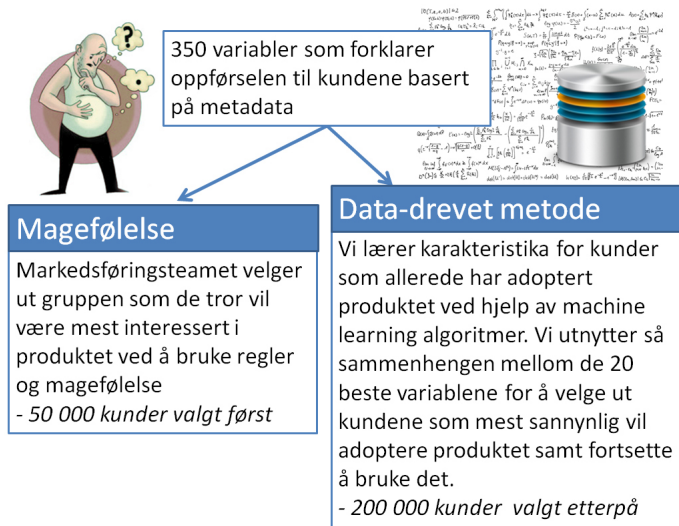 350 variabler som forklarer
oppførselen til kundene basert
på metadata
Magefølelse
Markedsføringsteamet velger
ut gruppen som de tror vil
være mest interessert i
produktet ved å bruke regler
og magefølelse
- 50 000 kunder valgt først
Data-drevet metode
Vi lærer karakteristika for kunder
som allerede har adoptert
produktet ved hjelp av machine
learning algoritmer. Vi utnytter så
sammenhengen mellom de 20
beste variablene for å velge ut
kundene som mest sannynlig vil
adoptere produktet samt fortsette
å bruke det.
- 200 000 kunder  valgt etterpå